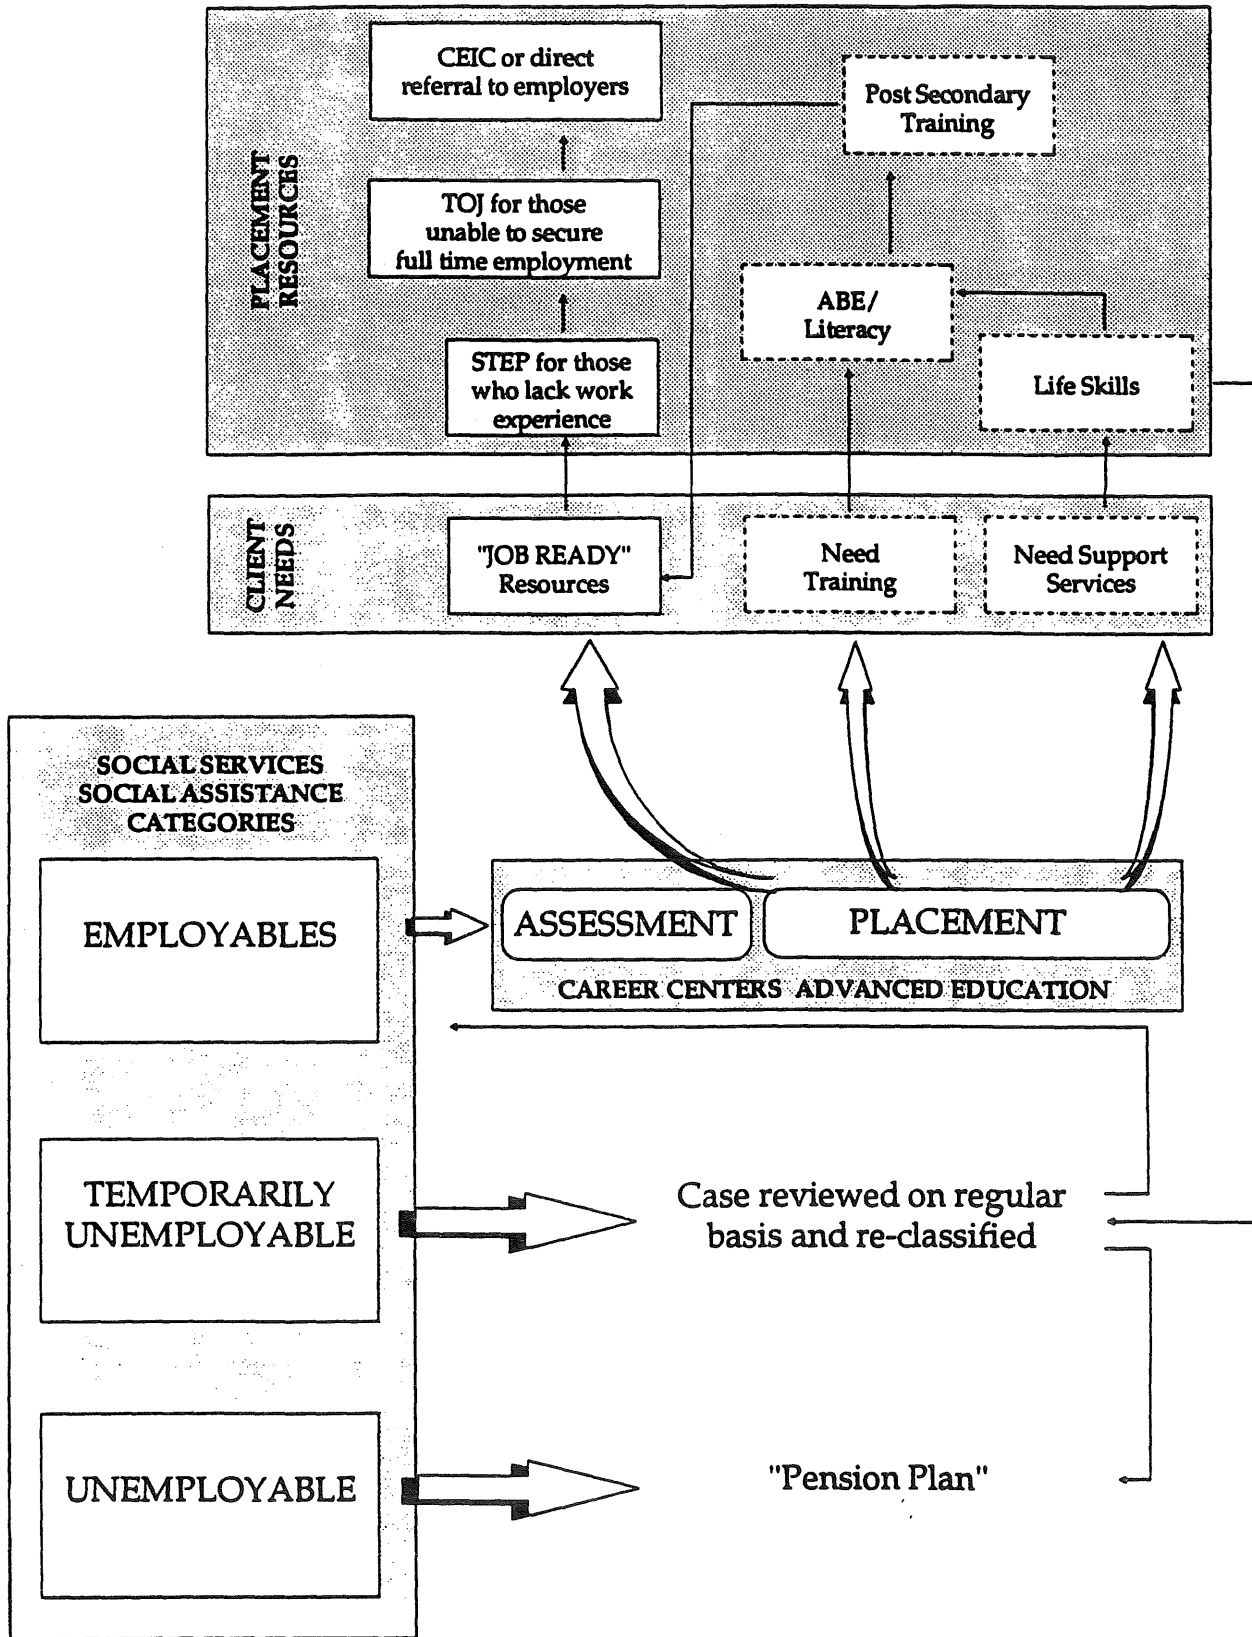 PLACEMENT
RESOURCES
CEIC or direct
referral to employers
TOJ for those
unable to secure
full time employment
STEP for those
who lack work
experience
Post Secondary
Training
ABE/
Literacy
Life Skills
CLIENT
NEEDS
"JOB READY"
Resources
Need
Training
Need Support
Services
SOCIAL SERVICES
SOCIAL ASSISTANCE
CATEGORIES
EMPLOYABLES
ASSESSMENT
PLACEMENT
CAREER CENTERS ADVANCED EDUCATION
TEMPORARILY
UNEMPLOYABLE
Case reviewed on regular
basis and re-classified
UNEMPLOYABLE
"Pension Plan"